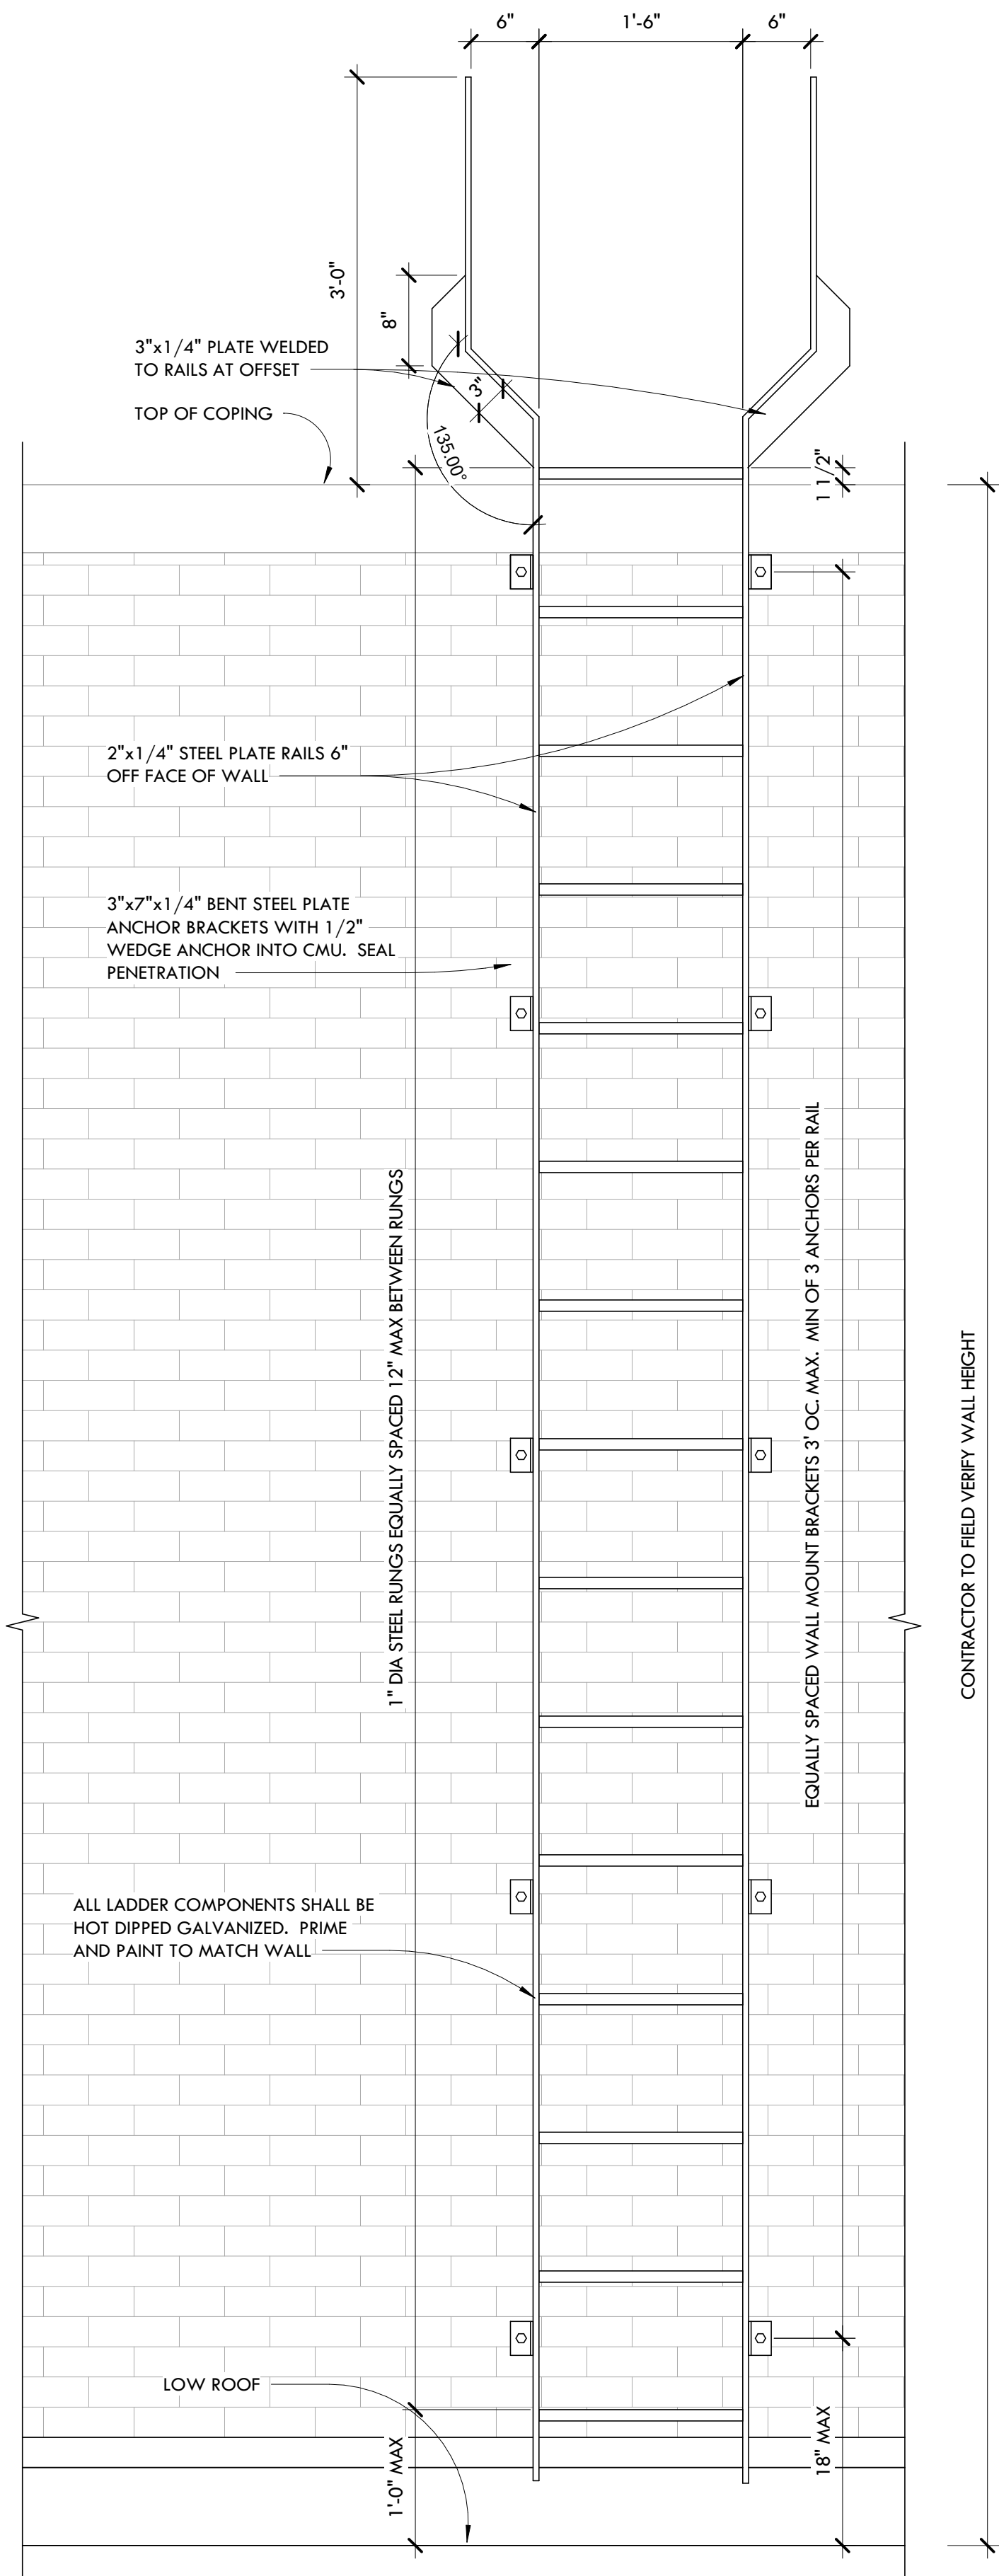 6"
1'-6"
6"
3'-0"
8"
3"x1/4" PLATE WELDED
TO RAILS AT OFFSET
3"
TOP OF COPING
135.00°
1 1/2"
2"x1/4" STEEL PLATE RAILS 6"
OFF FACE OF WALL
3"x7"x1/4" BENT STEEL PLATE
ANCHOR BRACKETS WITH 1/2"
WEDGE ANCHOR INTO CMU.  SEAL
PENETRATION
1" DIA STEEL RUNGS EQUALLY SPACED 12" MAX BETWEEN RUNGS
EQUALLY SPACED WALL MOUNT BRACKETS 3' OC. MAX.  MIN OF 3 ANCHORS PER RAIL
CONTRACTOR TO FIELD VERIFY WALL HEIGHT
ALL LADDER COMPONENTS SHALL BE
HOT DIPPED GALVANIZED.  PRIME
AND PAINT TO MATCH WALL
LOW ROOF
1'-0" MAX
18" MAX